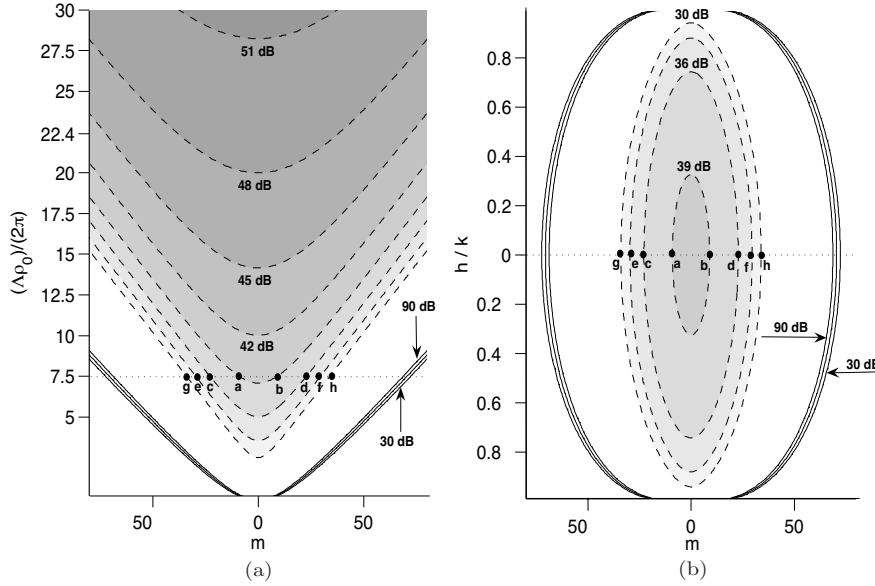 30
27.5
25
22.4
20
17.5
15
12.5
10
7.5
5
(Λρ₀)/(2π)
51 dB
48 dB
45 dB
42 dB
90 dB
30 dB
g e c a b d f h
50 0 50
m
(a)
0.8
0.6
0.4
0.2
0
0.2
0.4
0.6
0.8
h / k
30 dB
36 dB
39 dB
g e c a b d f h
90 dB
30 dB
50 0 50
m
(b)